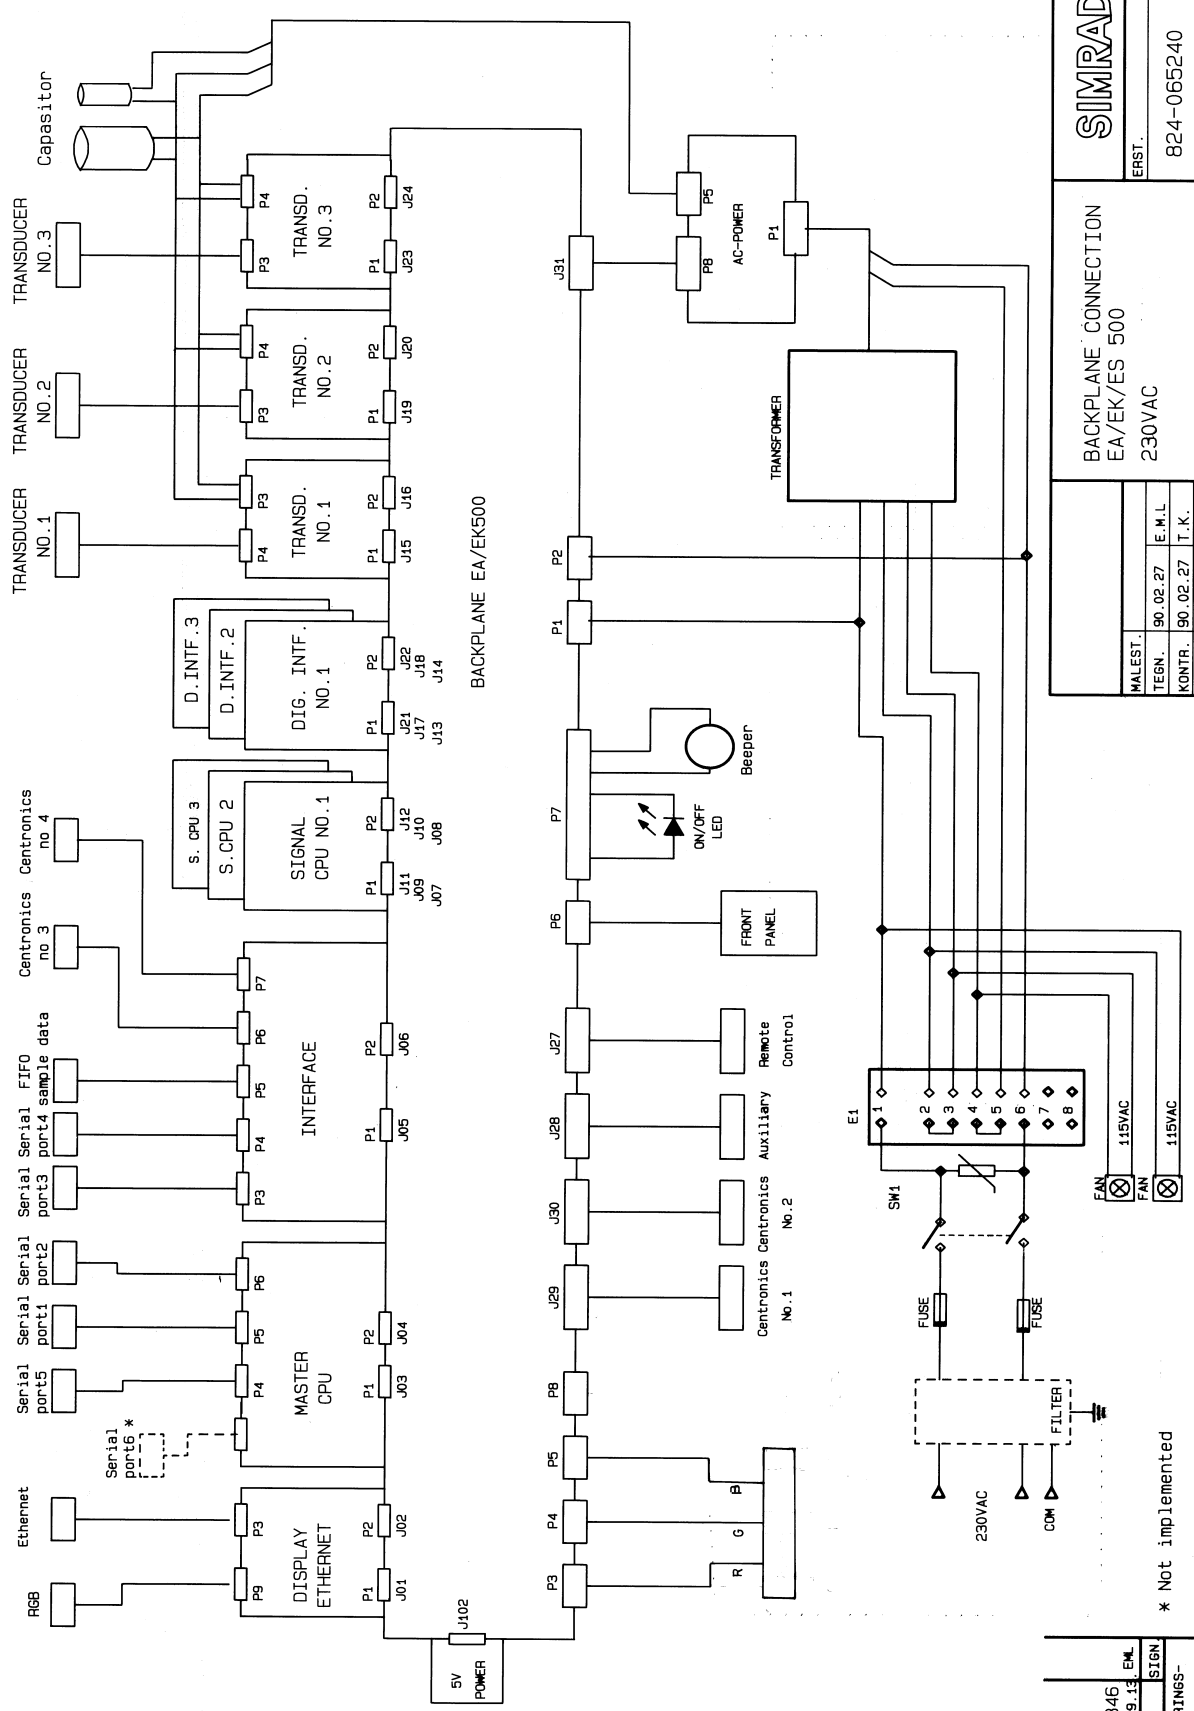 TRANSDUCER
NO.1
TRANSDUCER
NO.2
TRANSDUCER
NO.3
Capasitor
RGB
Ethernet
Serial
port6 *
Serial
port5
Serial
port1
Serial
port2
Serial
port3
Serial
port4
FIFO
sample data
Centronics
no 3
Centronics
no 4
P9
P3
DISPLAY
ETHERNET
P1
P2
J01
J02
P4
P5
P6
MASTER
CPU
P1
P2
J03
J04
P3
P4
P5
P6
P7
INTERFACE
P1
P2
J05
J06
S. CPU 3
S.CPU 2
SIGNAL
CPU NO.1
P1
P2
J11
J12
J09
J10
J07
J08
D.INTF.3
D.INTF.2
DIG. INTF.
NO.1
P1
P2
J21
J22
J17
J18
J13
J14
P4
P3
TRANSD.
NO.1
P1
P2
J15
J16
P3
P4
TRANSD.
NO.2
P1
P2
J19
J20
P3
P4
TRANSD.
NO.3
P1
P2
J23
J24
5V
POWER
J102
BACKPLANE EA/EK500
P3
P4
P5
P8
J29
J30
J28
J27
P6
P7
P1
P2
J31
R
G
B
Centronics
No.1
Centronics
No.2
Auxiliary
Remote
Control
FRONT
PANEL
ON/OFF
LED
Beeper
P8
P5
AC-POWER
P1
TRANSFORMER
230VAC
COM
FILTER
FUSE
FUSE
SW1
E1
1
2
3
4
5
6
7
8
FAN
115VAC
FAN
115VAC
* Not implemented
346
9.13. EML
SIGN.
RINGS-
MALEST.
TEGN. 90.02.27 E.M.L
KONTR. 90.02.27 T.K.
BACKPLANE CONNECTION
EA/EK/ES 500
230VAC
SIMRAD
ERST.
824-065240